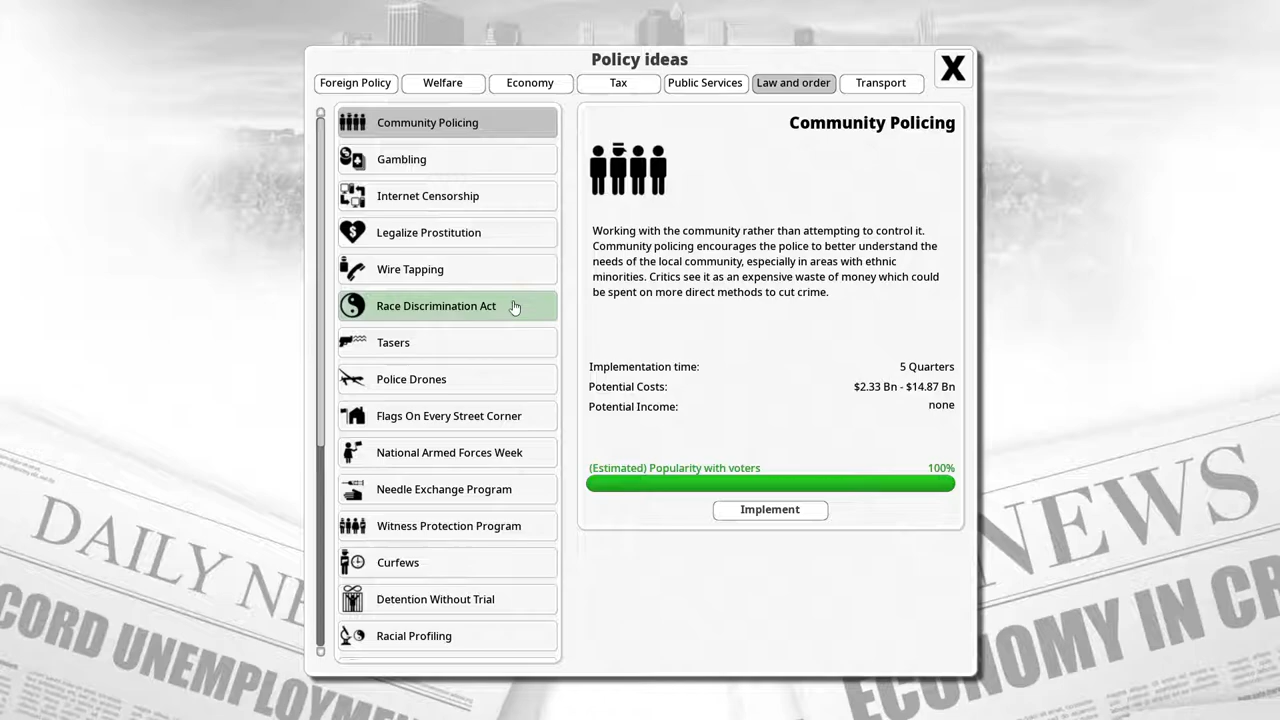 Policy ideas
X
Foreign Policy
Welfare
Economy
Tax
Public Services
Law and order
Transport
Community Policing
Gambling
Internet Censorship
Legalize Prostitution
Wire Tapping
Race Discrimination Act
Tasers
Police Drones
Flags On Every Street Corner
National Armed Forces Week
Needle Exchange Program
Witness Protection Program
Curfews
Detention Without Trial
Racial Profiling
Community Policing
Working with the community rather than attempting to control it.
Community policing encourages the police to better understand the
needs of the local community, especially in areas with ethnic
minorities. Critics see it as an expensive waste of money which could
be spent on more direct methods to cut crime.
Implementation time: 5 Quarters
Potential Costs: $2.33 Bn - $14.87 Bn
Potential Income: none
(Estimated) Popularity with voters 100%
Implement
DAILY NE
CORD UNEMPLOYM
NEWS
ECONOMY IN CR